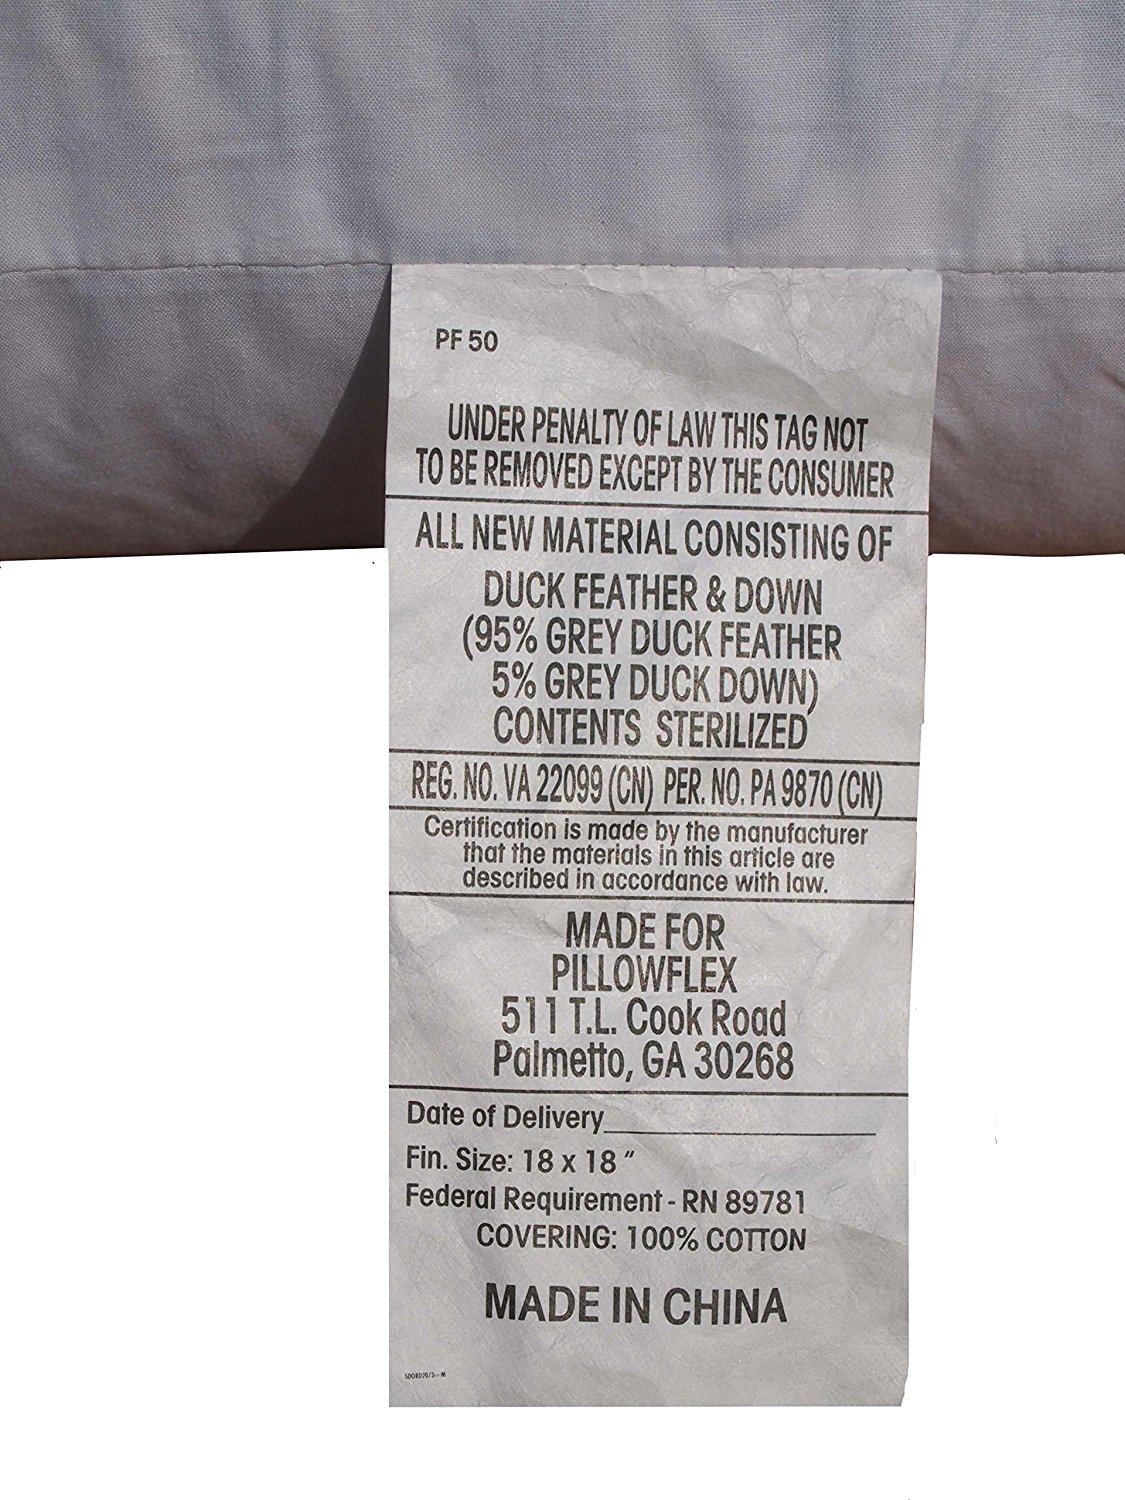 PF 50
UNDER PENALTY OF LAW THIS TAG NOT
TO BE REMOVED EXCEPT BY THE CONSUMER
ALL NEW MATERIAL CONSISTING OF
DUCK FEATHER & DOWN
(95% GREY DUCK FEATHER
5% GREY DUCK DOWN)
CONTENTS STERILIZED
REG. NO. VA 22099 (CN) PER. NO. PA 9870 (CN)
Certification is made by the manufacturer
that the materials in this article are
described in accordance with law.
MADE FOR
PILLOWFLEX
511 T.L. Cook Road
Palmetto, GA 30268
Date of Delivery
Fin. Size: 18 x 18 "
Federal Requirement - RN 89781
COVERING: 100% COTTON
MADE IN CHINA